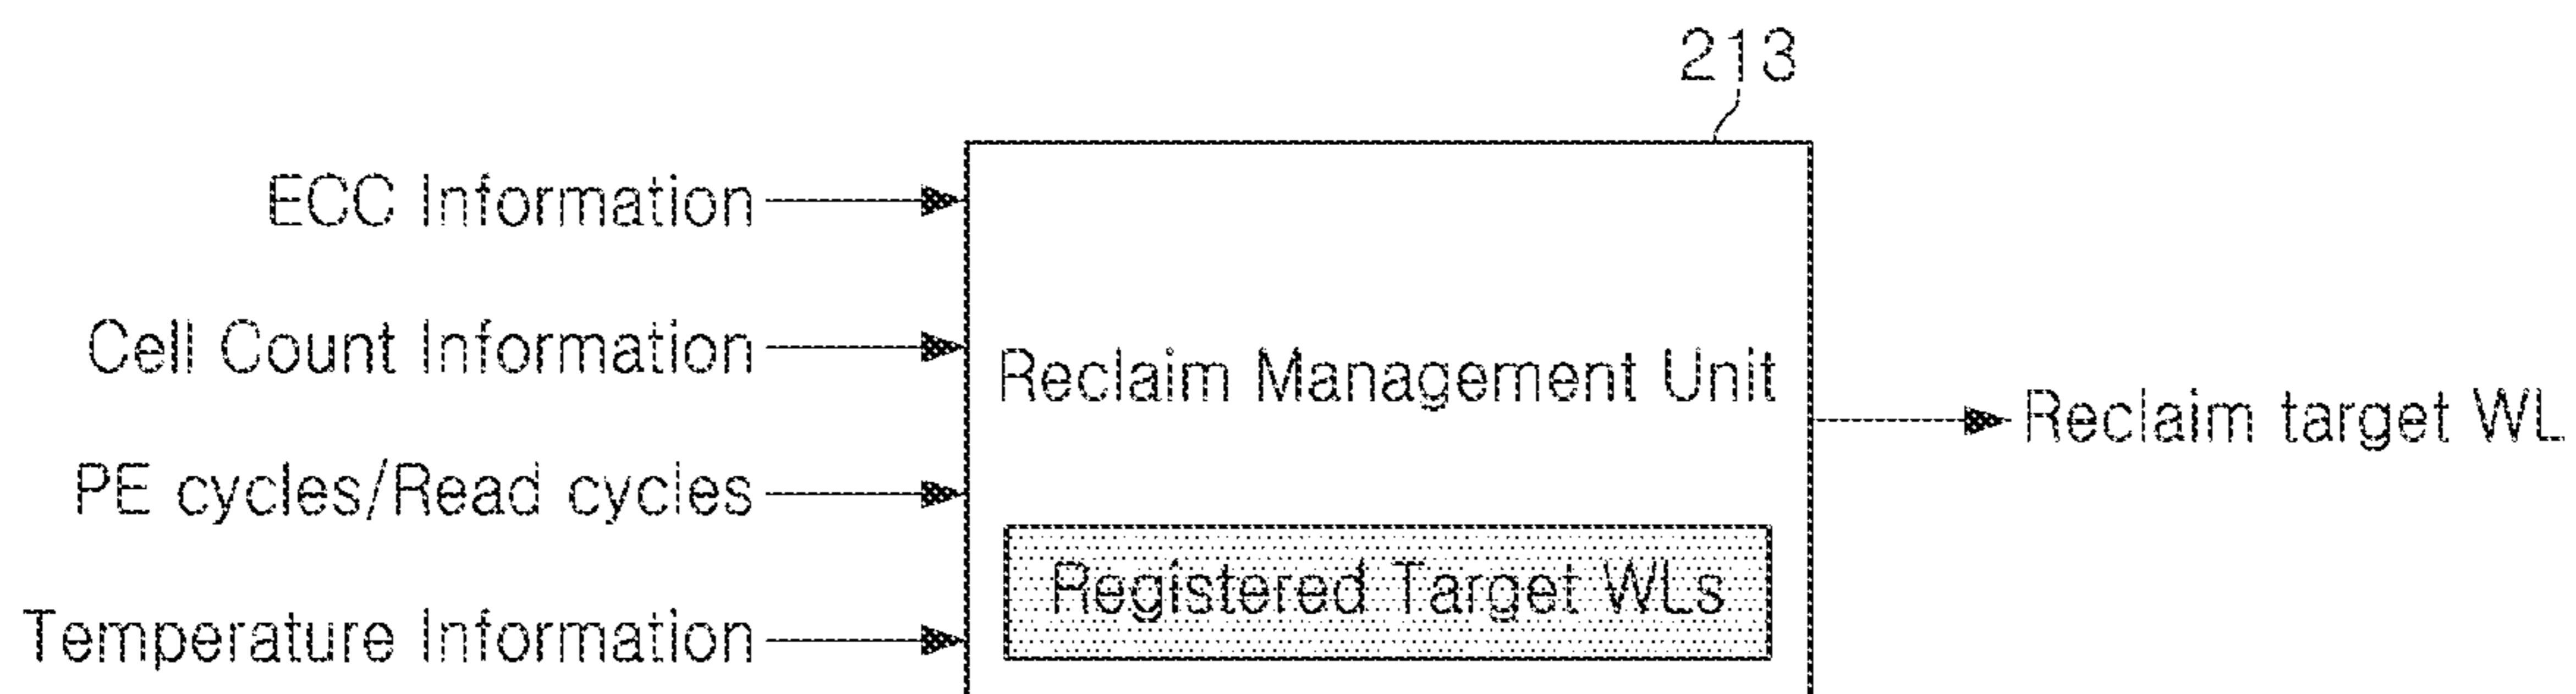 213
ECC Information
Cell Count Information
Reclaim Management Unit
Reclaim target WL
PE cycles/Read cycles
Registered Target WLs
Temperature Information